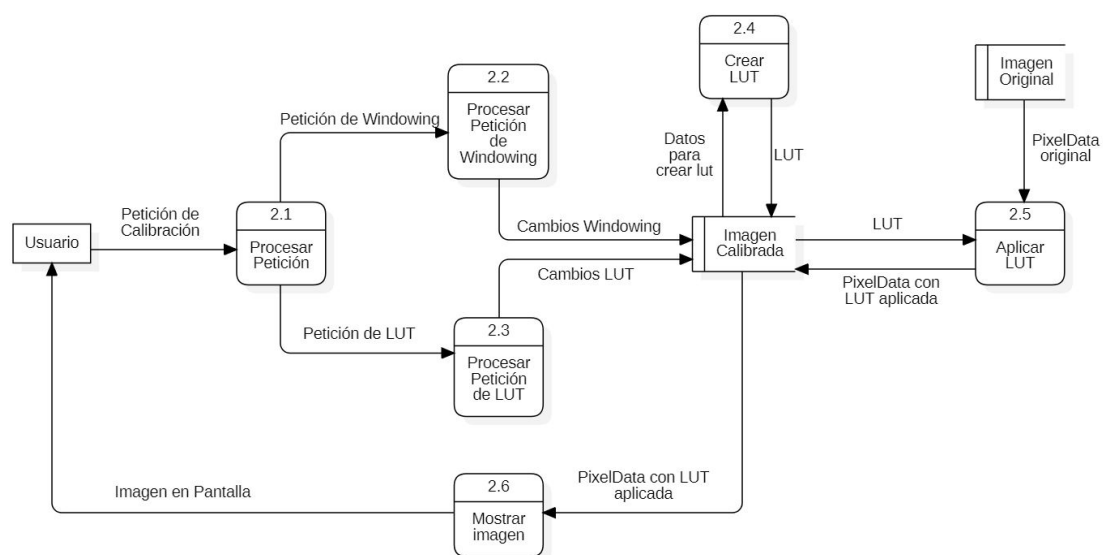 2.4
Crear
LUT
Imagen
Original
2.2
Procesar
Petición
de
Windowing
Petición de Windowing
Datos
para
crear lut
LUT
PixelData
original
Petición de
Calibración
2.1
Procesar
Petición
Usuario
Cambios Windowing
Imagen
Calibrada
LUT
2.5
Aplicar
LUT
Cambios LUT
PixelData con
LUT aplicada
Petición de LUT
2.3
Procesar
Petición
de LUT
PixelData con LUT
aplicada
2.6
Mostrar
imagen
Imagen en Pantalla